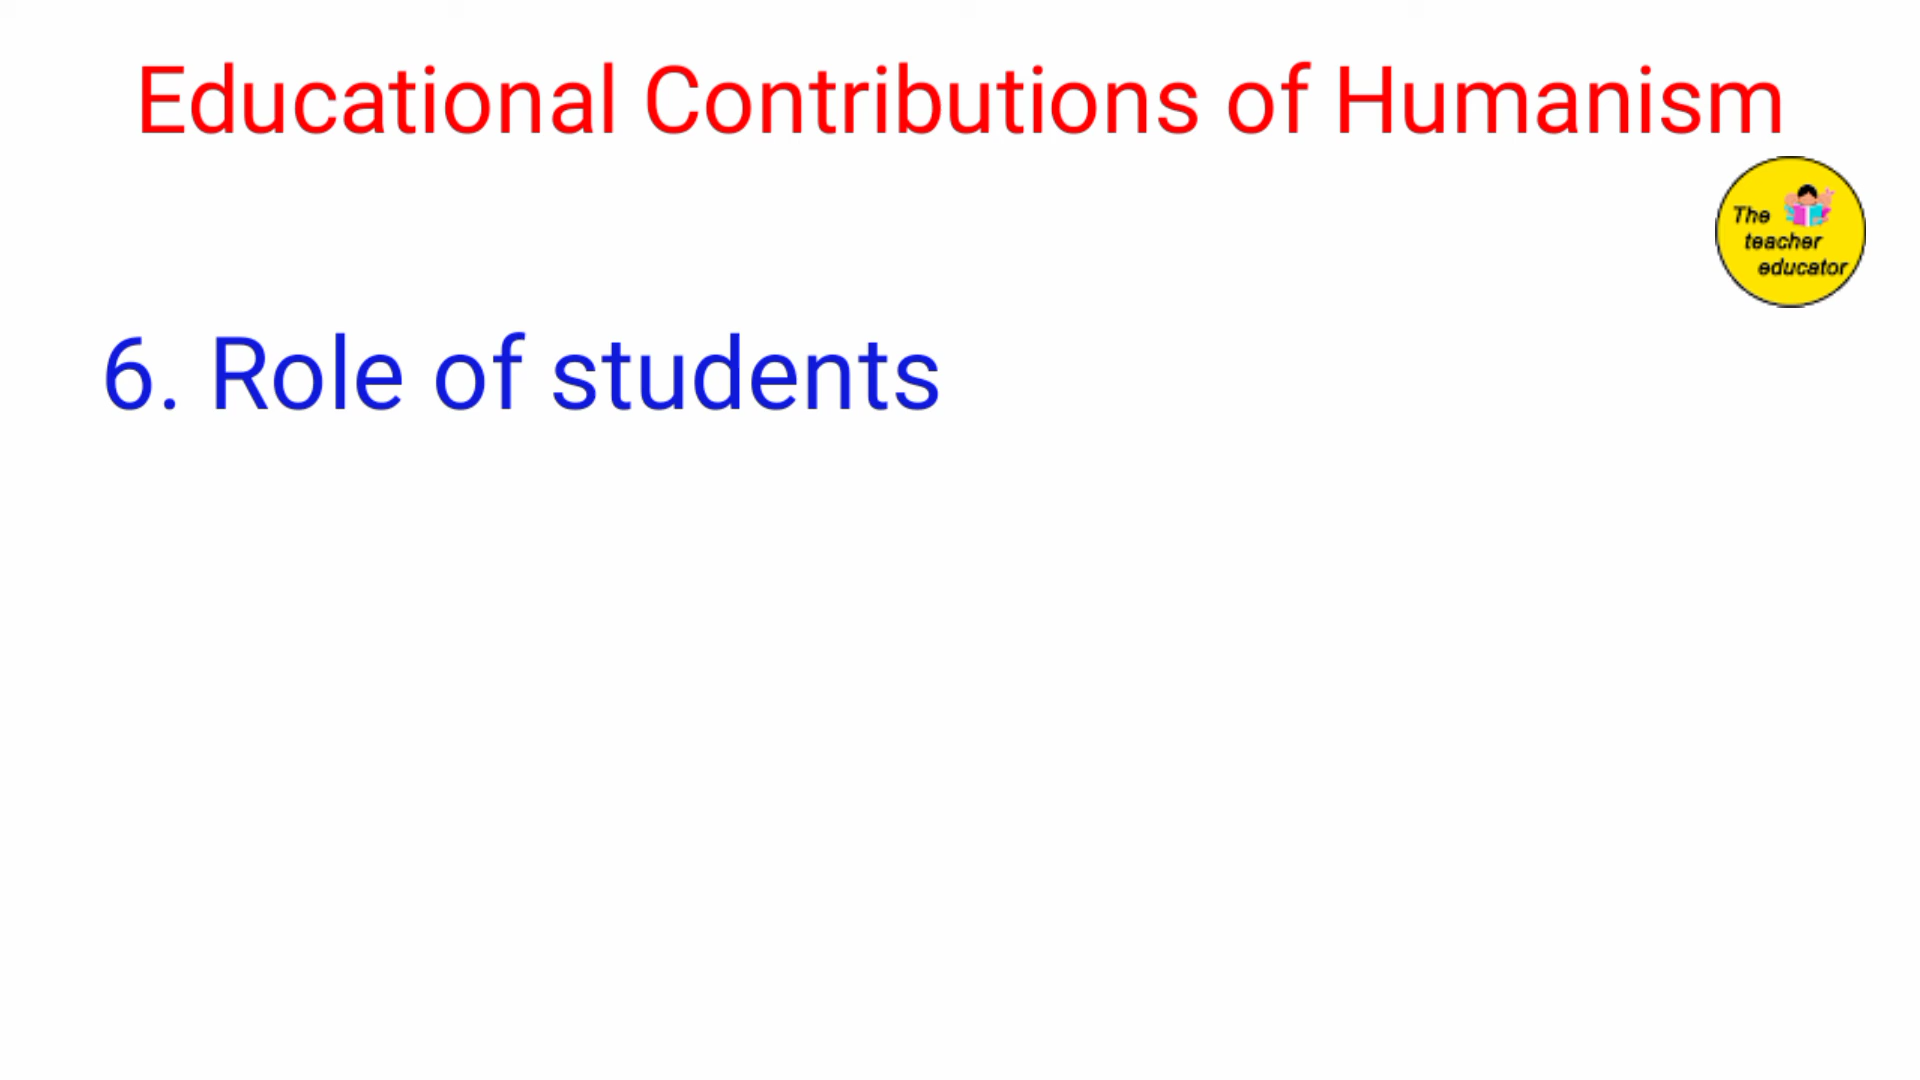 Educational Contributions of Humanism
The
teacher
educator
6. Role of students